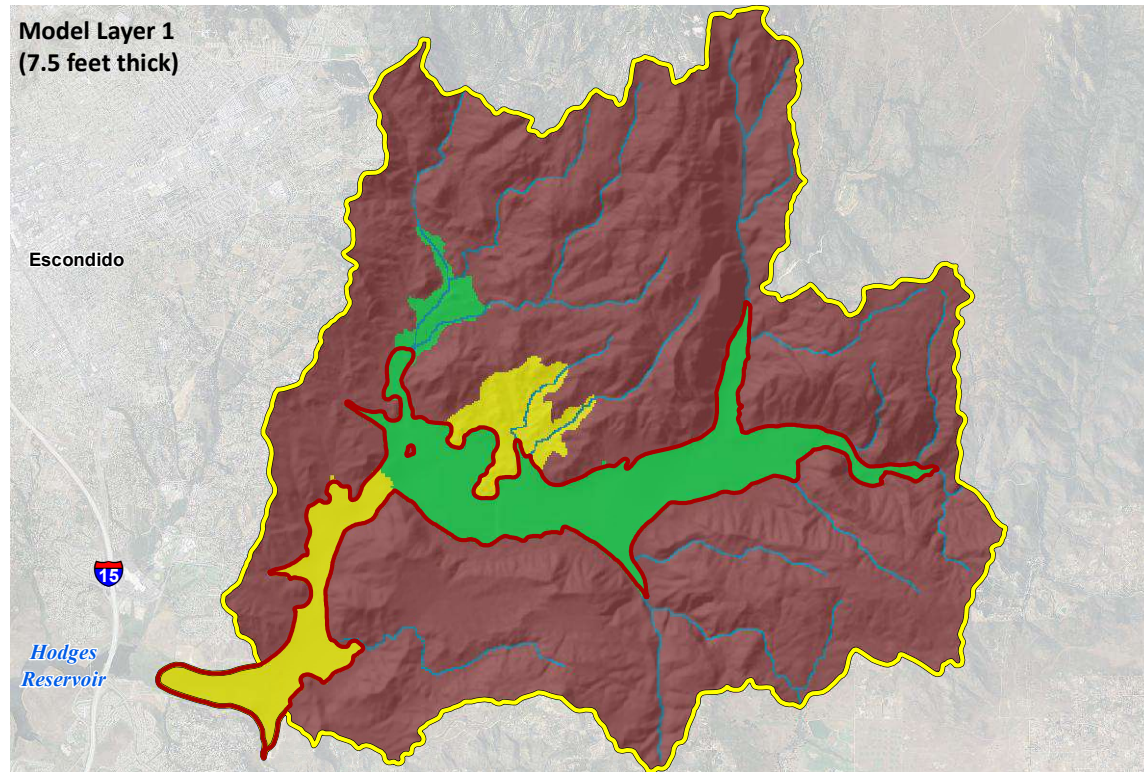 Model Layer 1
(7.5 feet thick)
Escondido
15
Hodges
Reservoir